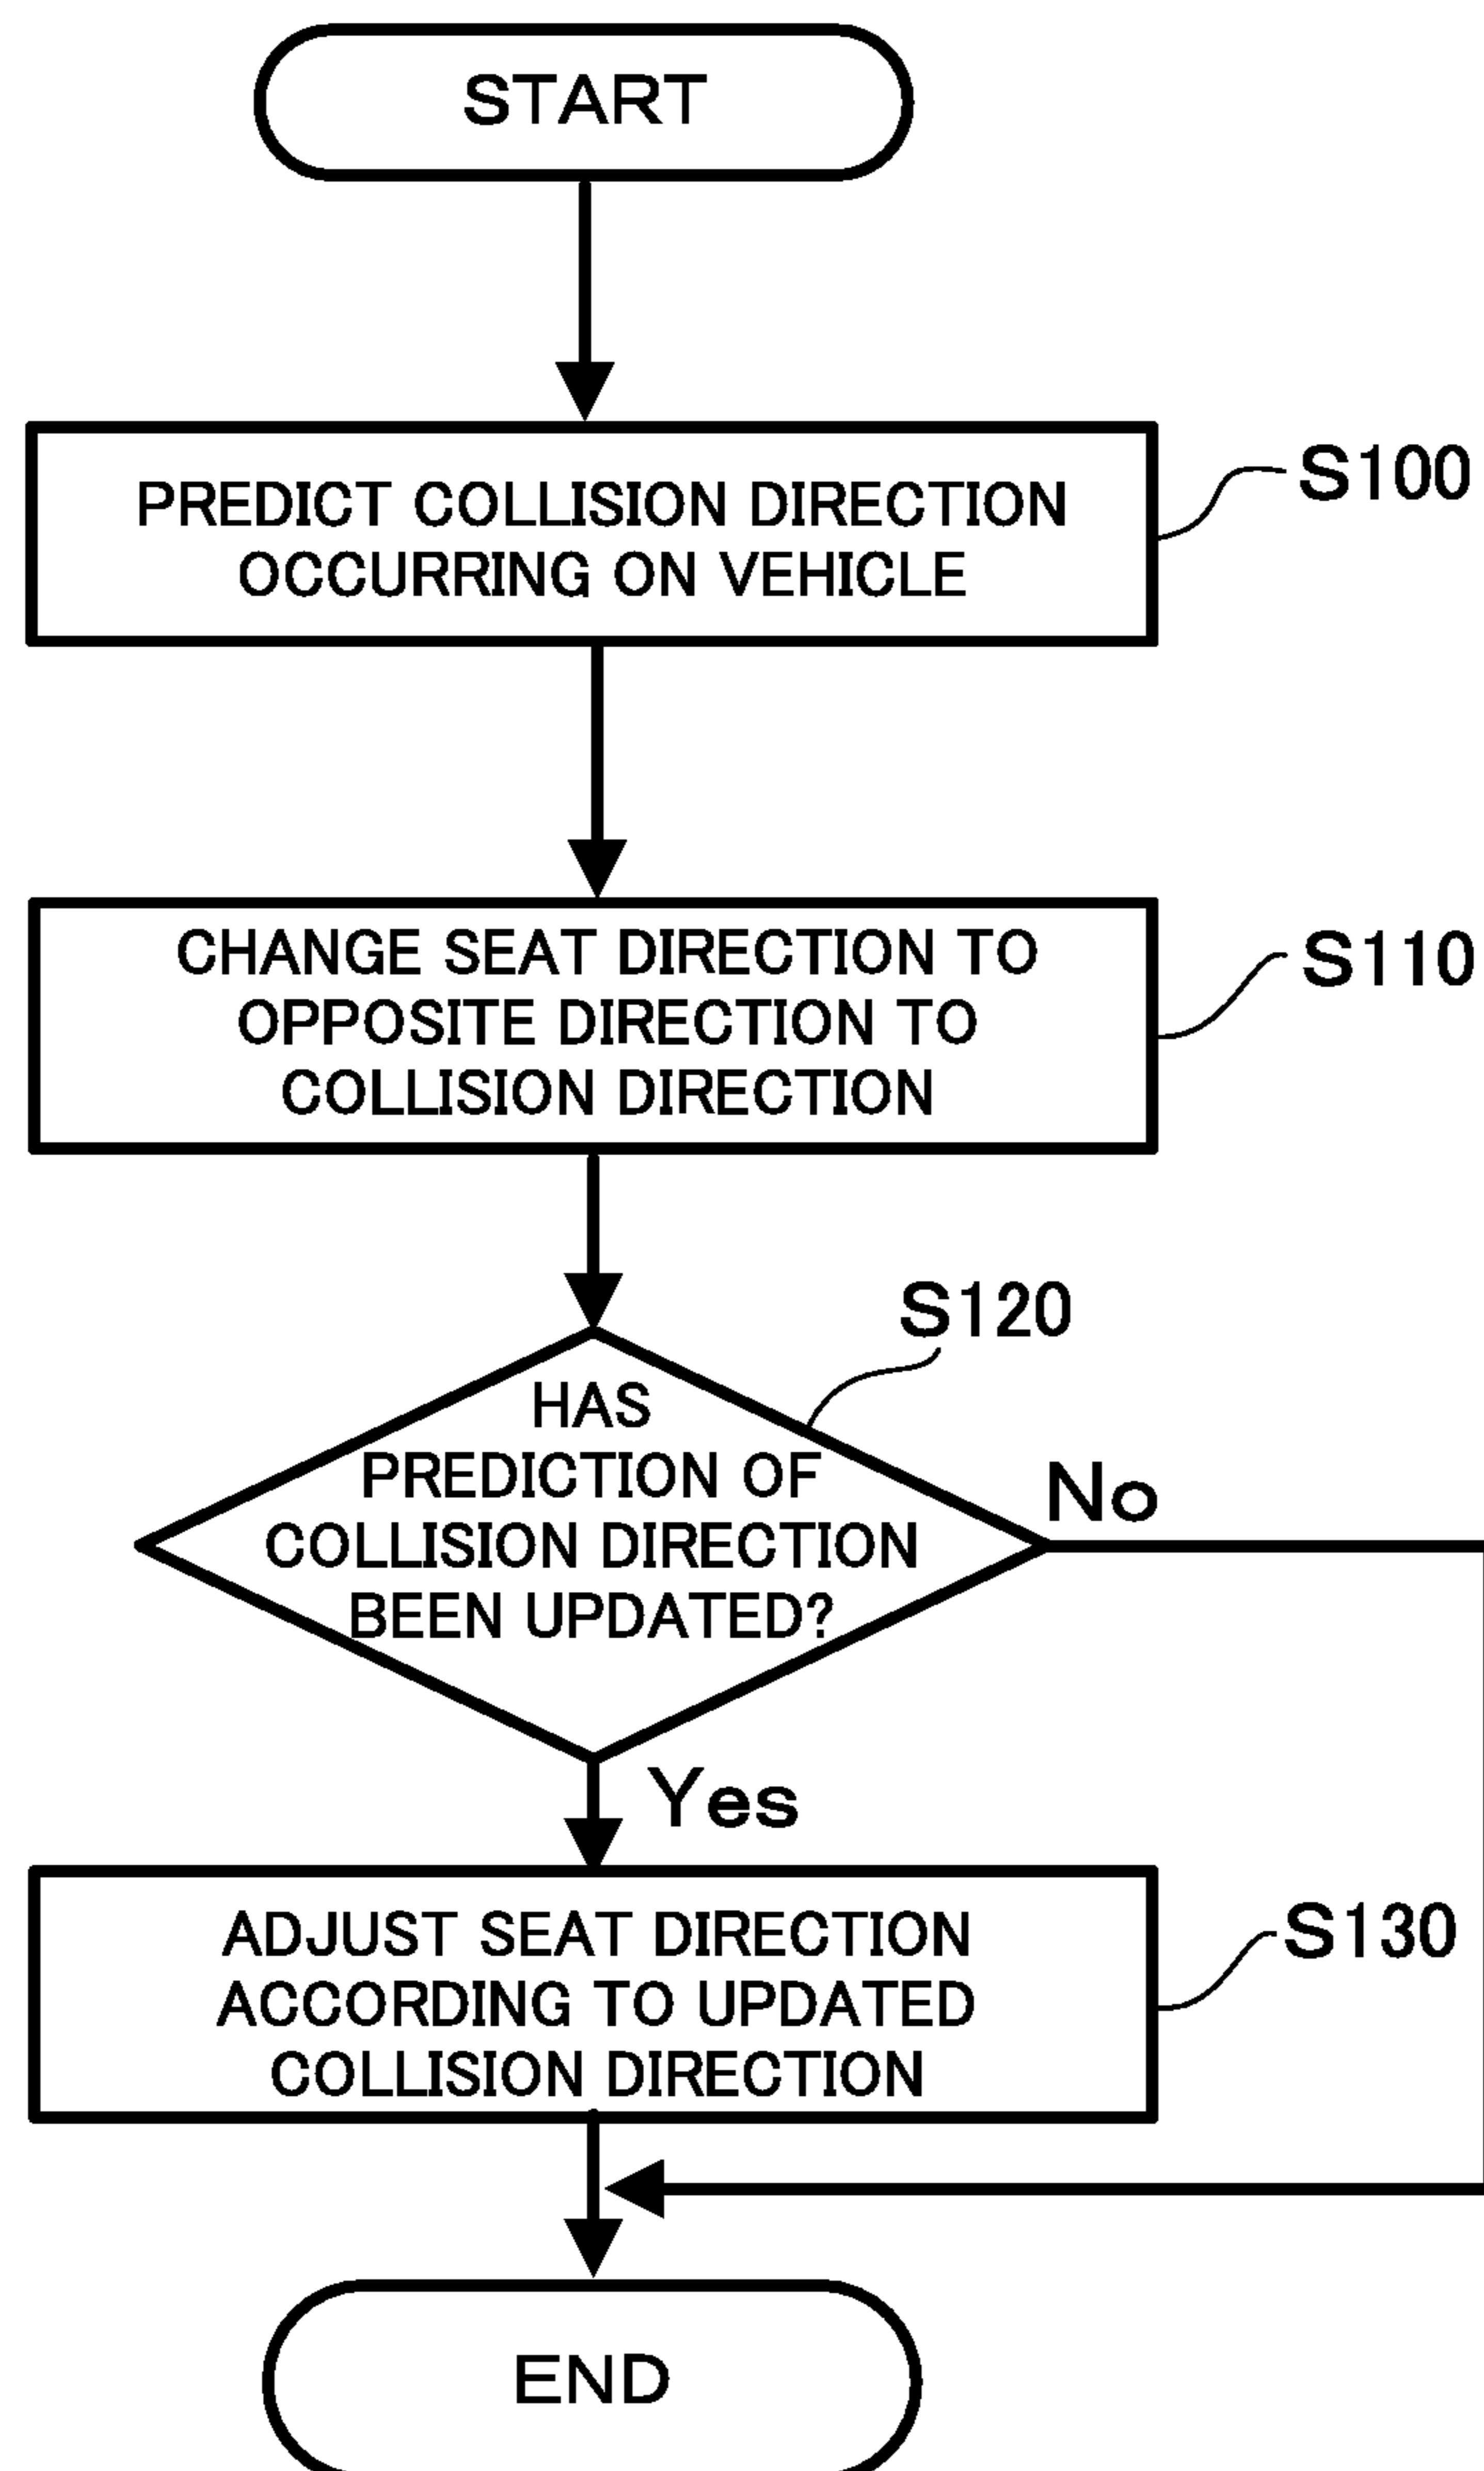 START
PREDICT COLLISION DIRECTION
OCCURRING ON VEHICLE
S100
CHANGE SEAT DIRECTION TO
OPPOSITE DIRECTION TO
COLLISION DIRECTION
S110
S120
HAS
PREDICTION OF
COLLISION DIRECTION
BEEN UPDATED?
No
Yes
ADJUST SEAT DIRECTION
ACCORDING TO UPDATED
COLLISION DIRECTION
S130
END